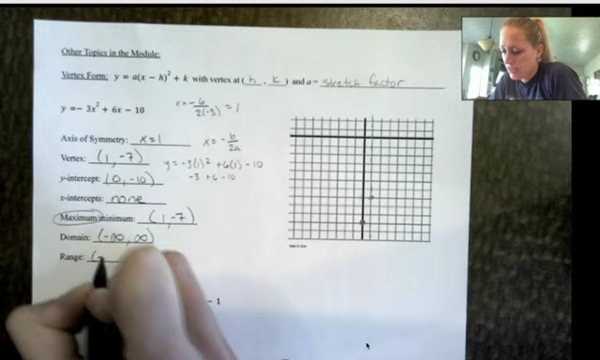 Other Topics in the Module:
Vertex Form: y = a(x − h)² + k with vertex at ( h , k ) and a = stretch factor
y = − 3x² + 6x − 10 x = -6/2(-3) = 1
Axis of Symmetry: x=1 x = -b/2a
Vertex: (1, -7) y = -3(1)² + 6(1) - 10
y-intercept: (0, -10) -3 + 6 - 10
x-intercepts: none
Maximum/minimum: (1, -7)
Domain: (-∞, ∞)
Range: (
− 1